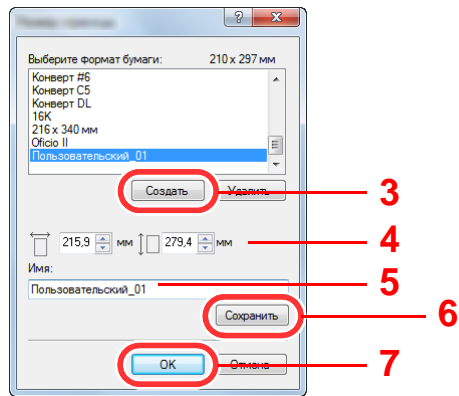 Выберите формат бумаги: 210 x 297 мм
Конверт #6
Конверт C5
Конверт DL
16K
216 x 340 мм
Oficio II
Пользовательский_01
Создать Удалить 3
215,9 мм 279,4 мм 4
Имя:
5
Пользовательский_01
Сохранить 6
OK Отмена 7